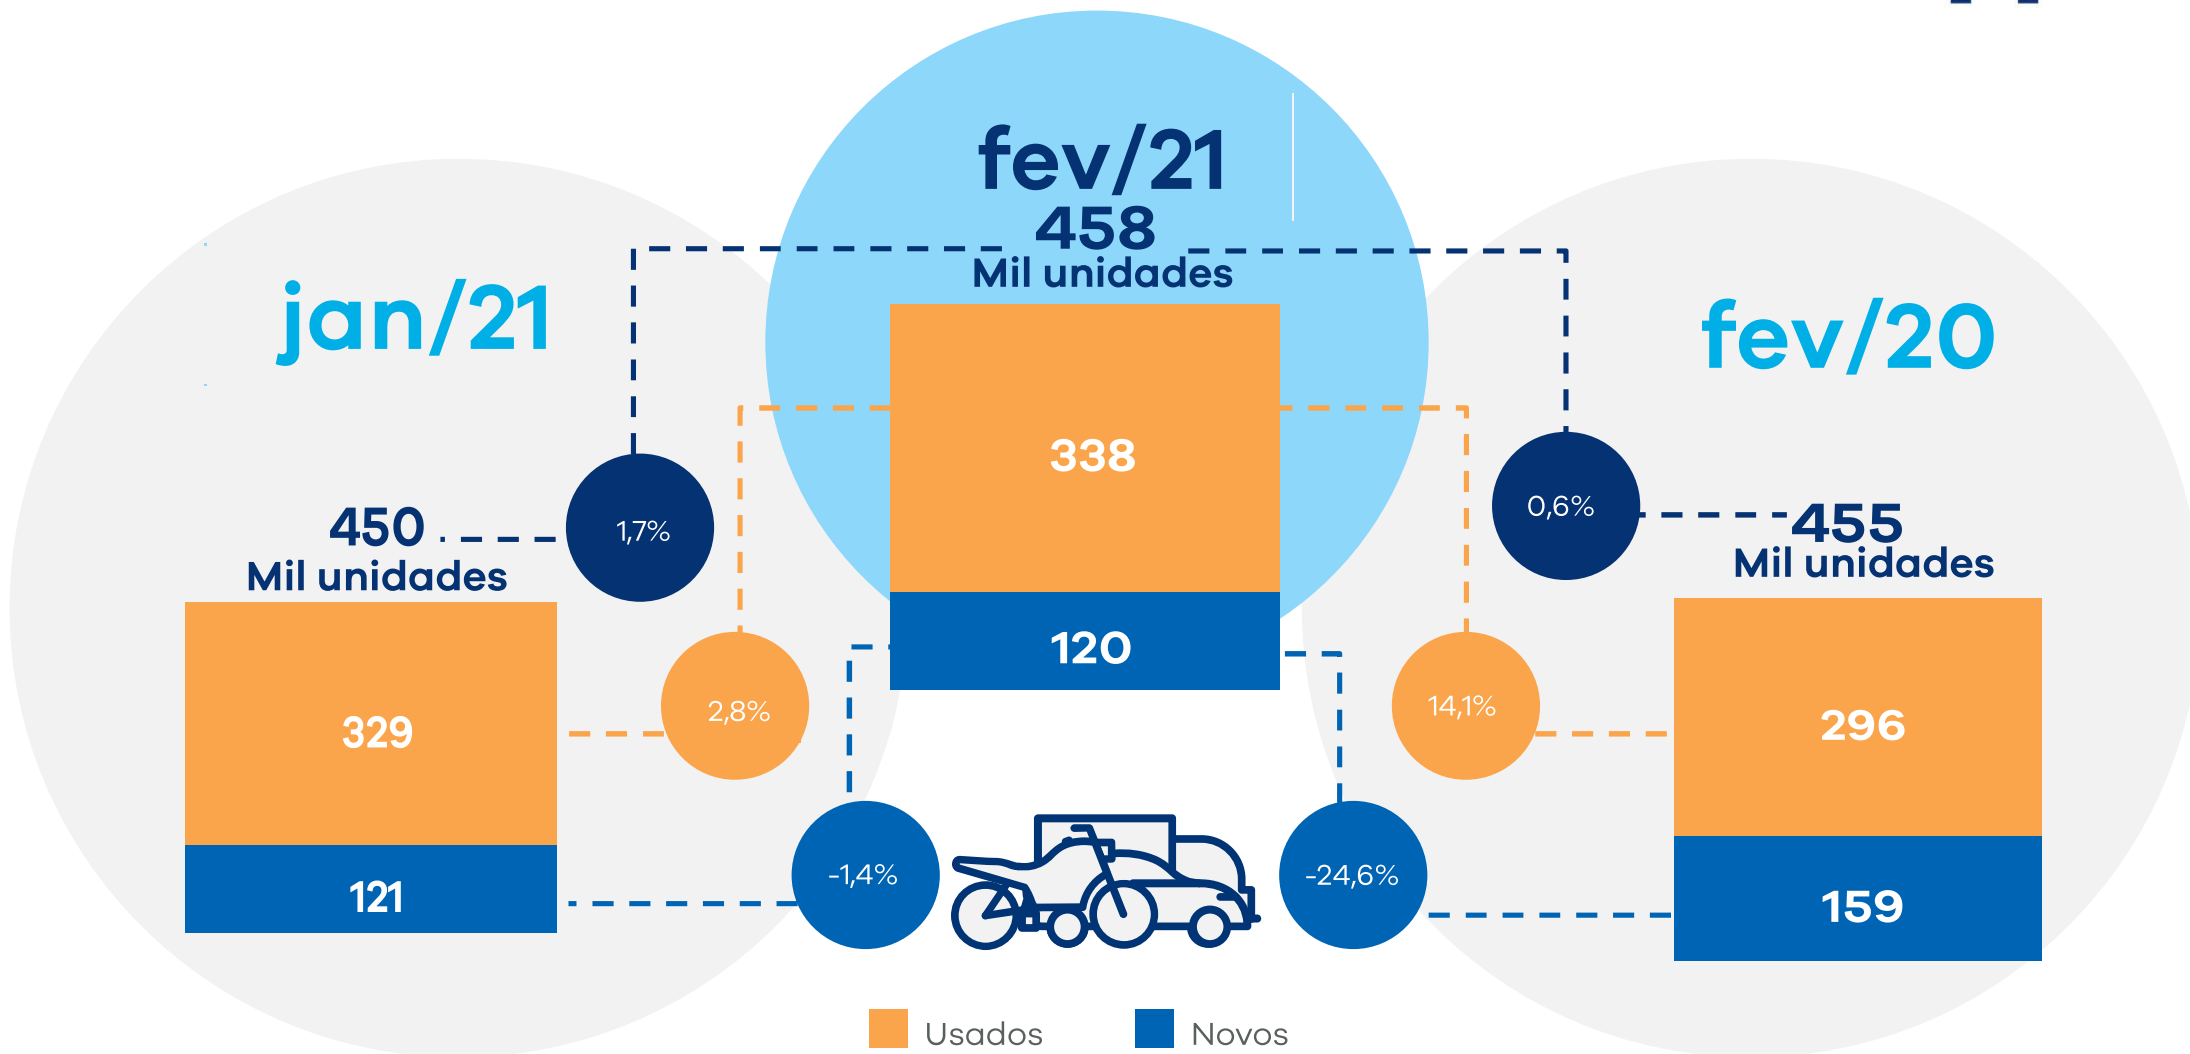 fev/21
458
Mil unidades
jan/21
fev/20
338
450
Mil unidades
1,7%
0,6%
455
Mil unidades
120
329
2,8%
14,1%
296
121
-1,4%
-24,6%
159
Usados
Novos